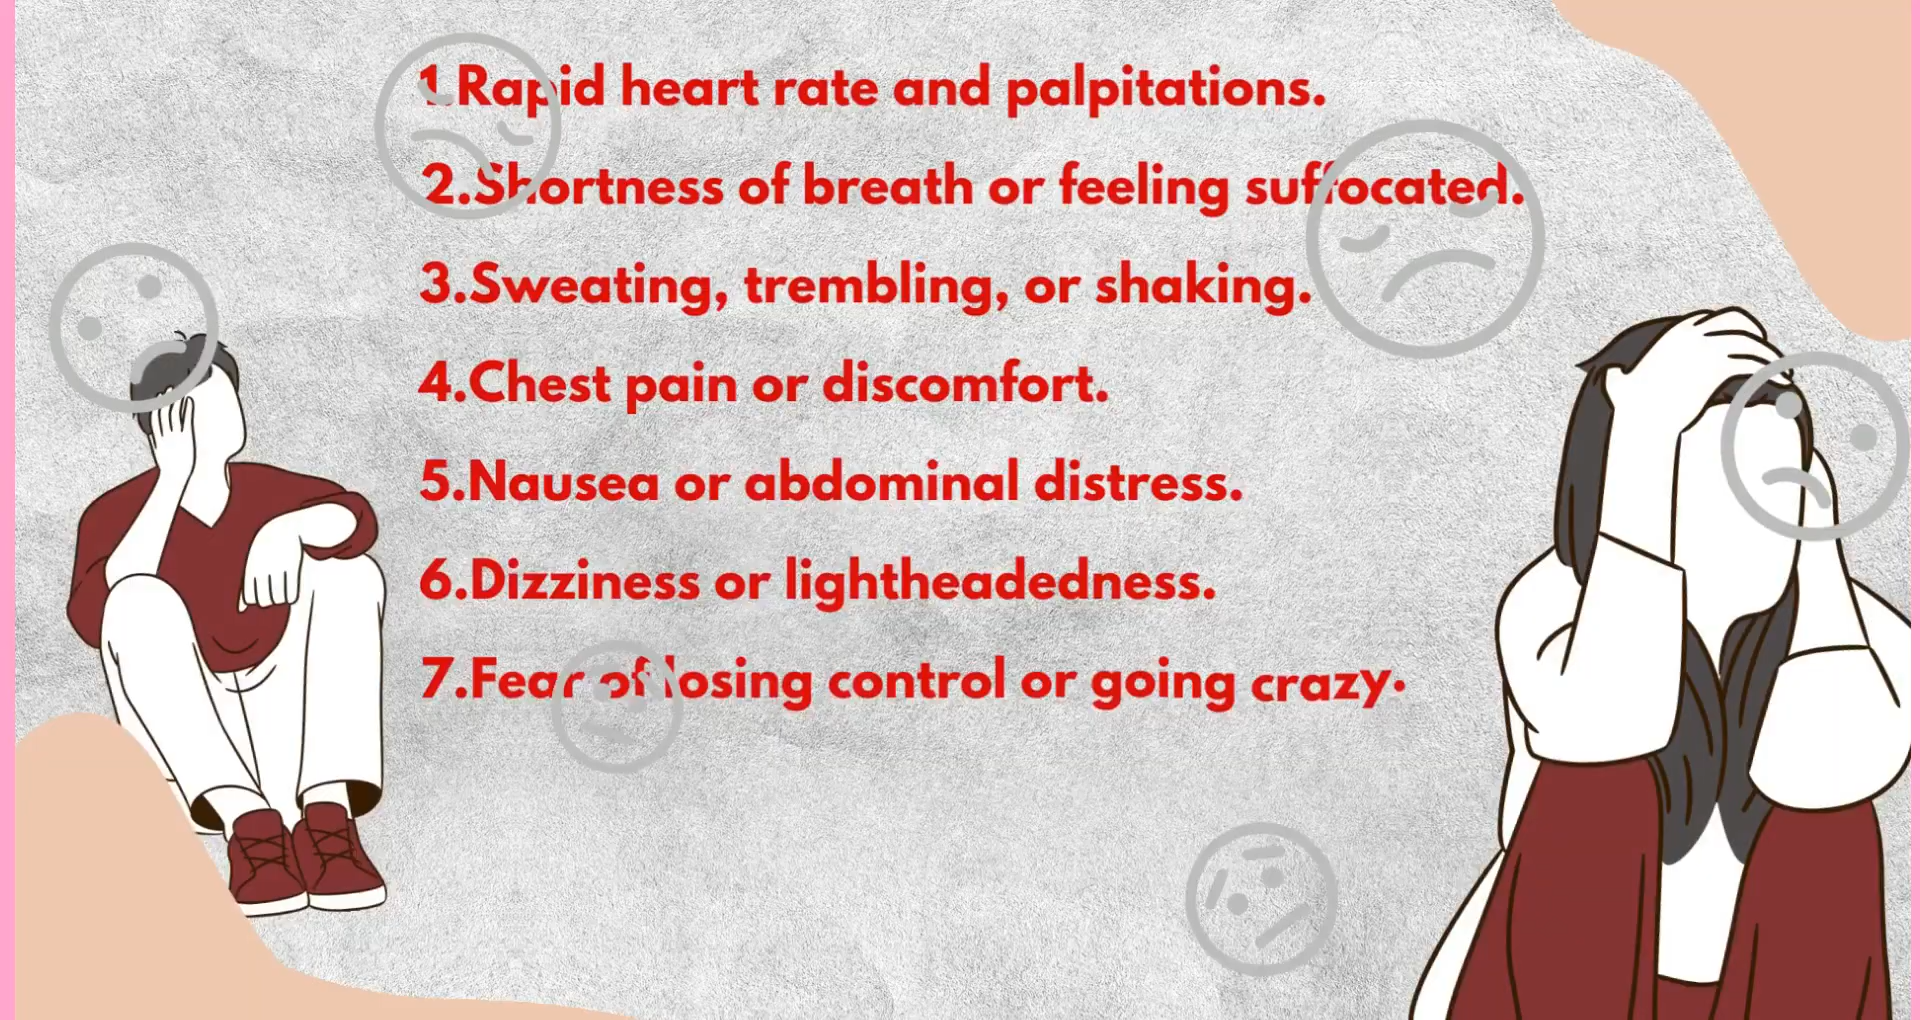 1.Rapid heart rate and palpitations.
2.Shortness of breath or feeling suffocated.
3.Sweating, trembling, or shaking.
4.Chest pain or discomfort.
5.Nausea or abdominal distress.
6.Dizziness or lightheadedness.
7.Fear of losing control or going crazy.